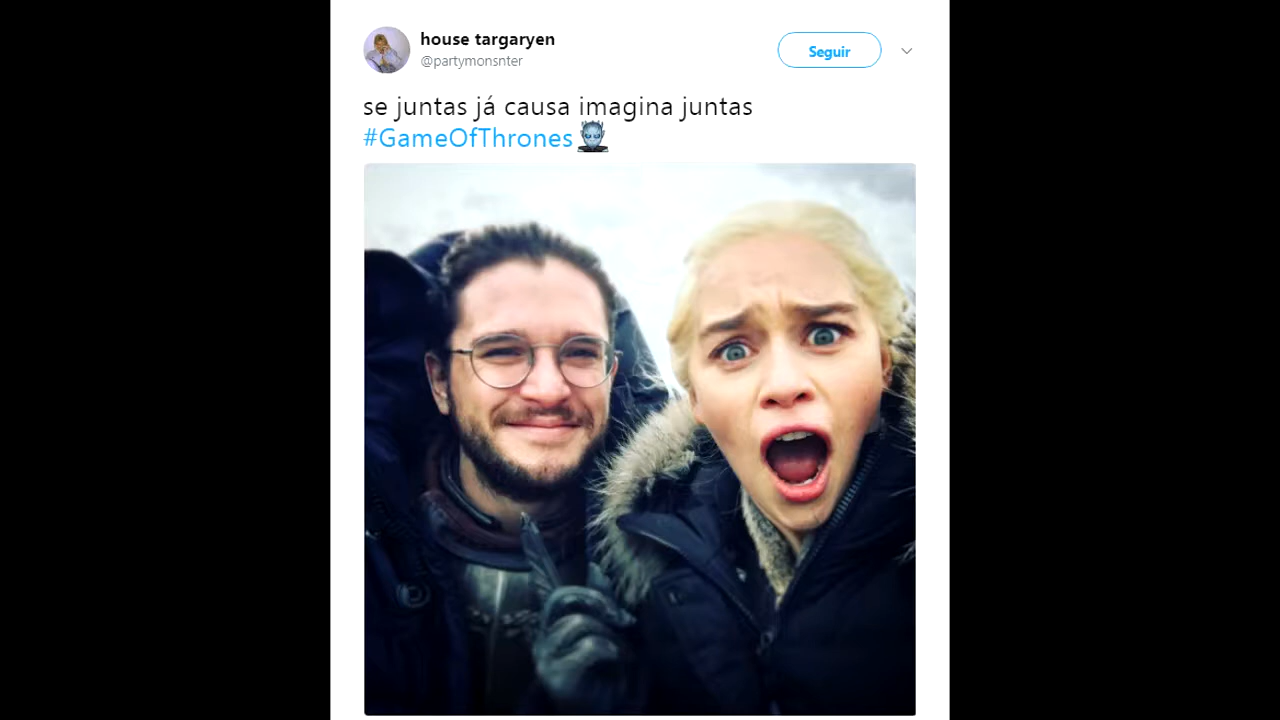 house targaryen
@partymonsnter
Seguir
se juntas já causa imagina juntas
#GameOfThrones